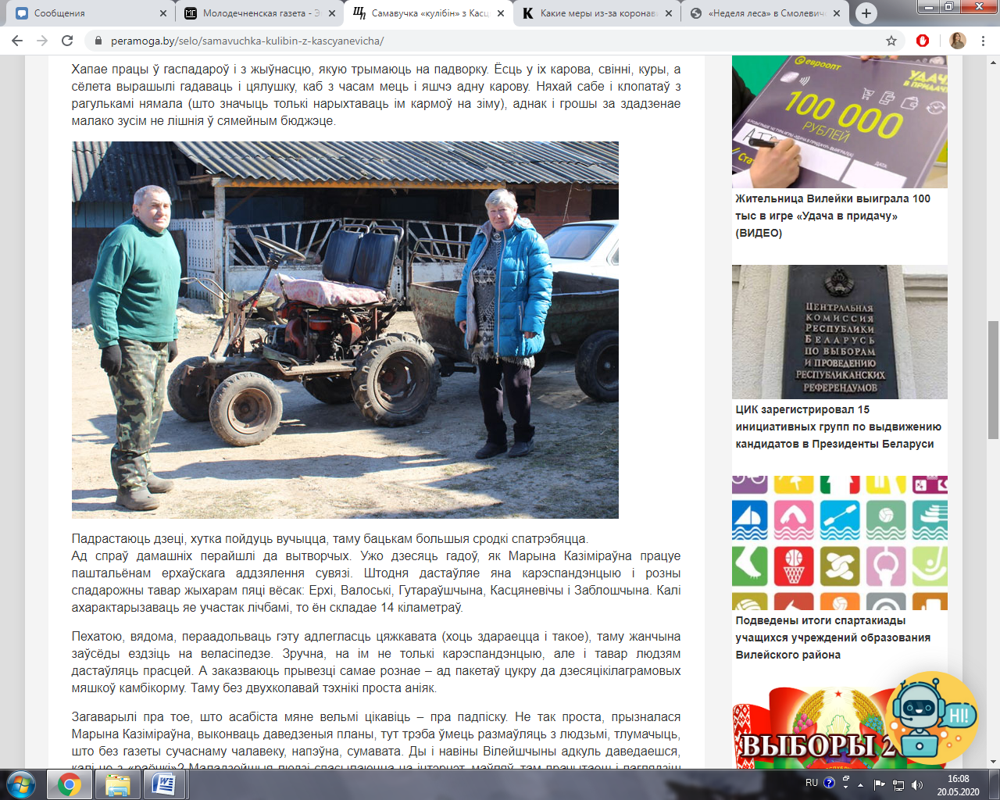 Сообщения
Молодечненская газета - Э
Самавучка «кулібін» з Касц
Какие меры из-за коронав
«Неделя леса» в Смолевич
peramoga.by/selo/samavuchka-kulibin-z-kascyanevicha/
Хапае працы ў гаспадароў і з жыўнасцю, якую трымаюць на падворку. Ёсць у іх карова, свінні, куры, а
сёлета вырашылі гадаваць і цялушку, каб з часам мець і яшчэ адну карову. Няхай сабе і клопатаў з
рагулькамі нямала (што значыць толькі нарыхтаваць ім кармоў на зіму), аднак і грошы за здадзенае
малако зусім не лішнія ў сямейным бюджэце.
Падрастаюць дзеці, хутка пойдуць вучыцца, таму бацькам большыя сродкі спатрэбяцца.
Ад спраў дамашніх перайшлі да вытворчых. Ужо дзесяць гадоў, як Марына Казіміраўна працуе
паштальёнам ерхаўскага аддзялення сувязі. Штодня дастаўляе яна карэспандэнцыю і розны
спадарожны тавар жыхарам пяці вёсак: Ерхі, Валоські, Гутараўшчына, Касцяневічы і Заблошчына. Калі
ахарактарызаваць яе участак лічбамі, то ён складае 14 кіламетраў.
Пехатою, вядома, пераадольваць гэту адлегласць цяжкавата (хоць здараецца і такое), таму жанчына
заўсёды ездзіць на веласіпедзе. Зручна, на ім не толькі карэспандэнцыю, але і тавар людзям
дастаўляць прасцей. А заказваюць прывезці самае рознае – ад пакетаў цукру да дзесяцікілаграмовых
мяшкоў камбікорму. Таму без двухколавай тэхнікі проста аніяк.
Загаварылі пра тое, што асабіста мяне вельмі цікавіць – пра падпіску. Не так проста, прызналася
Марына Казіміраўна, выконваць даведзеныя планы, тут трэба ўмець размаўляць з людзьмі, тлумачыць,
што без газеты сучаснаму чалавеку, напэўна, сумавата. Ды і навіны Вілейшчыны адкуль даведаешся,
евроопт
УДАЧА
В ПРИДАЧУ
100 000
РУБЛЕЙ
ДАТА
Жительница Вилейки выиграла 100
тыс в игре «Удача в придачу»
(ВИДЕО)
ЦЕНТРАЛЬНАЯ
КОМИССИЯ
РЕСПУБЛИКИ
БЕЛАРУСЬ
ПО ВЫБОРАМ
И ПРОВЕДЕНИЮ
РЕСПУБЛИКАНСКИХ
РЕФЕРЕНДУМОВ
ЦИК зарегистрировал 15
инициативных групп по выдвижению
кандидатов в Президенты Беларуси
Подведены итоги спартакиады
учащихся учреждений образования
Вилейского района
ВЫБОРЫ 2
HI!
RU
16:08
20.05.2020